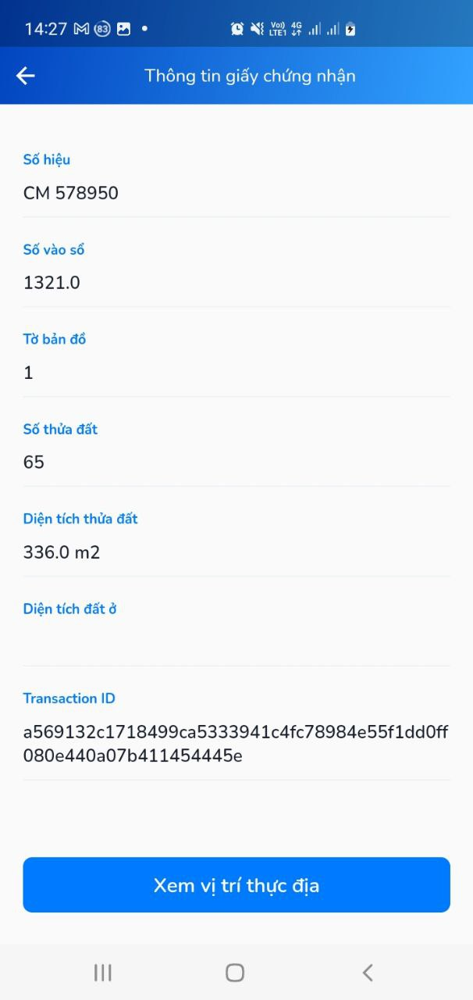 14:27 83 Vo) 4G
LTE1
Thông tin giấy chứng nhận
Số hiệu
CM 578950
Số vào sổ
1321.0
Tờ bản đồ
1
Số thửa đất
65
Diện tích thửa đất
336.0 m2
Diện tích đất ở
Transaction ID
a569132c1718499ca5333941c4fc78984e55f1dd0ff
080e440a07b411454445e
Xem vị trí thực địa